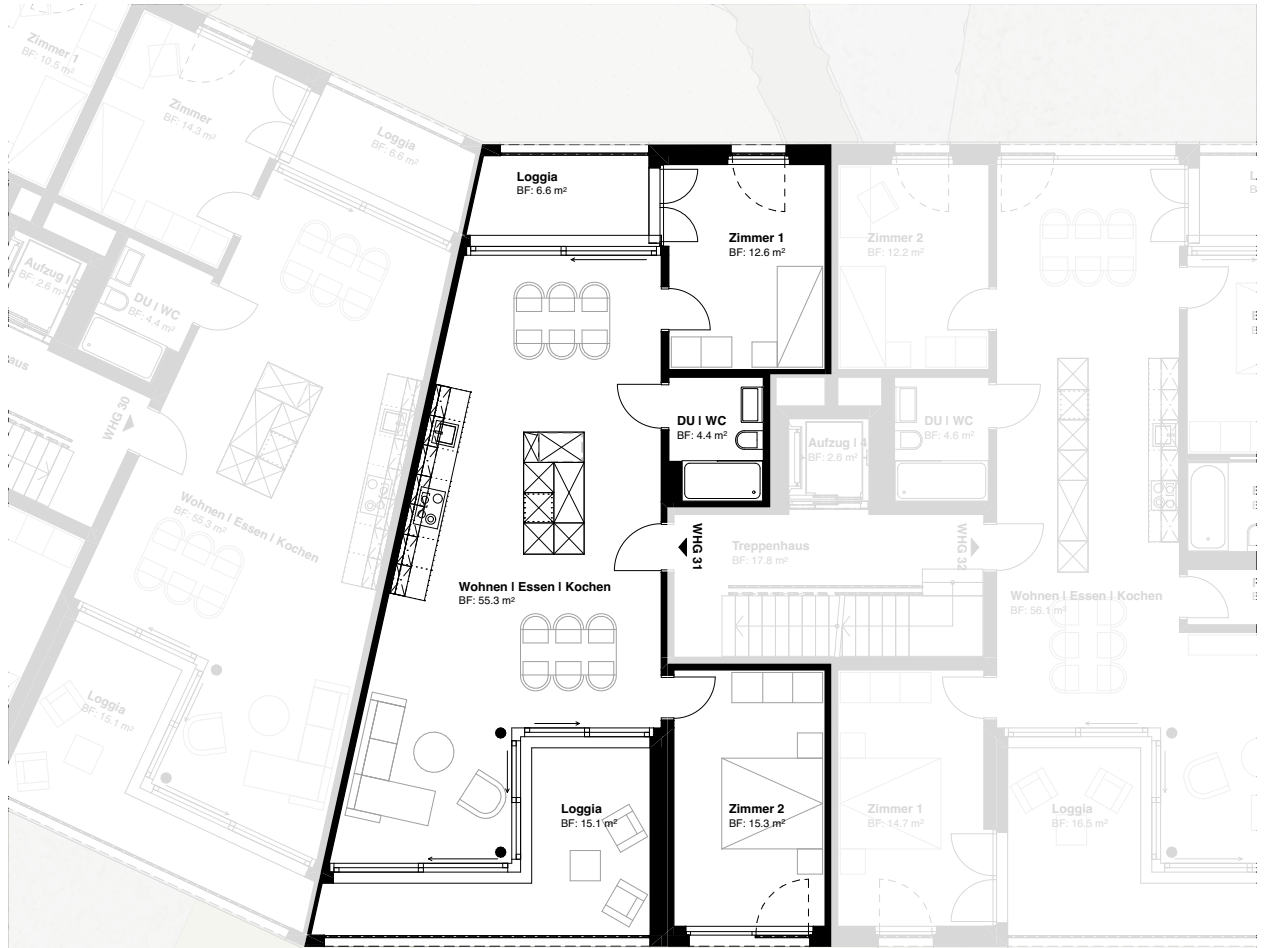 Zimmer 1
BF: 10.5 m²
Zimmer
BF: 14.3 m²
Loggia
BF: 6.6 m²
Aufzug |
BF: 2.6 m²
DU | WC
BF: 4.4 m²
WHG 30
Wohnen | Essen | Kochen
BF: 55.3 m²
Loggia
BF: 15.1 m²
Loggia
BF: 6.6 m²
Zimmer 1
BF: 12.6 m²
DU | WC
BF: 4.4 m²
WHG 31
Wohnen | Essen | Kochen
BF: 55.3 m²
Loggia
BF: 15.1 m²
Zimmer 2
BF: 15.3 m²
Aufzug | 4
BF: 2.6 m²
Treppenhaus
BF: 17.8 m²
WHG 32
Zimmer 2
BF: 12.2 m²
DU | WC
BF: 4.6 m²
Wohnen | Essen | Kochen
BF: 56.1 m²
Zimmer 1
BF: 14.7 m²
Loggia
BF: 16.5 m²